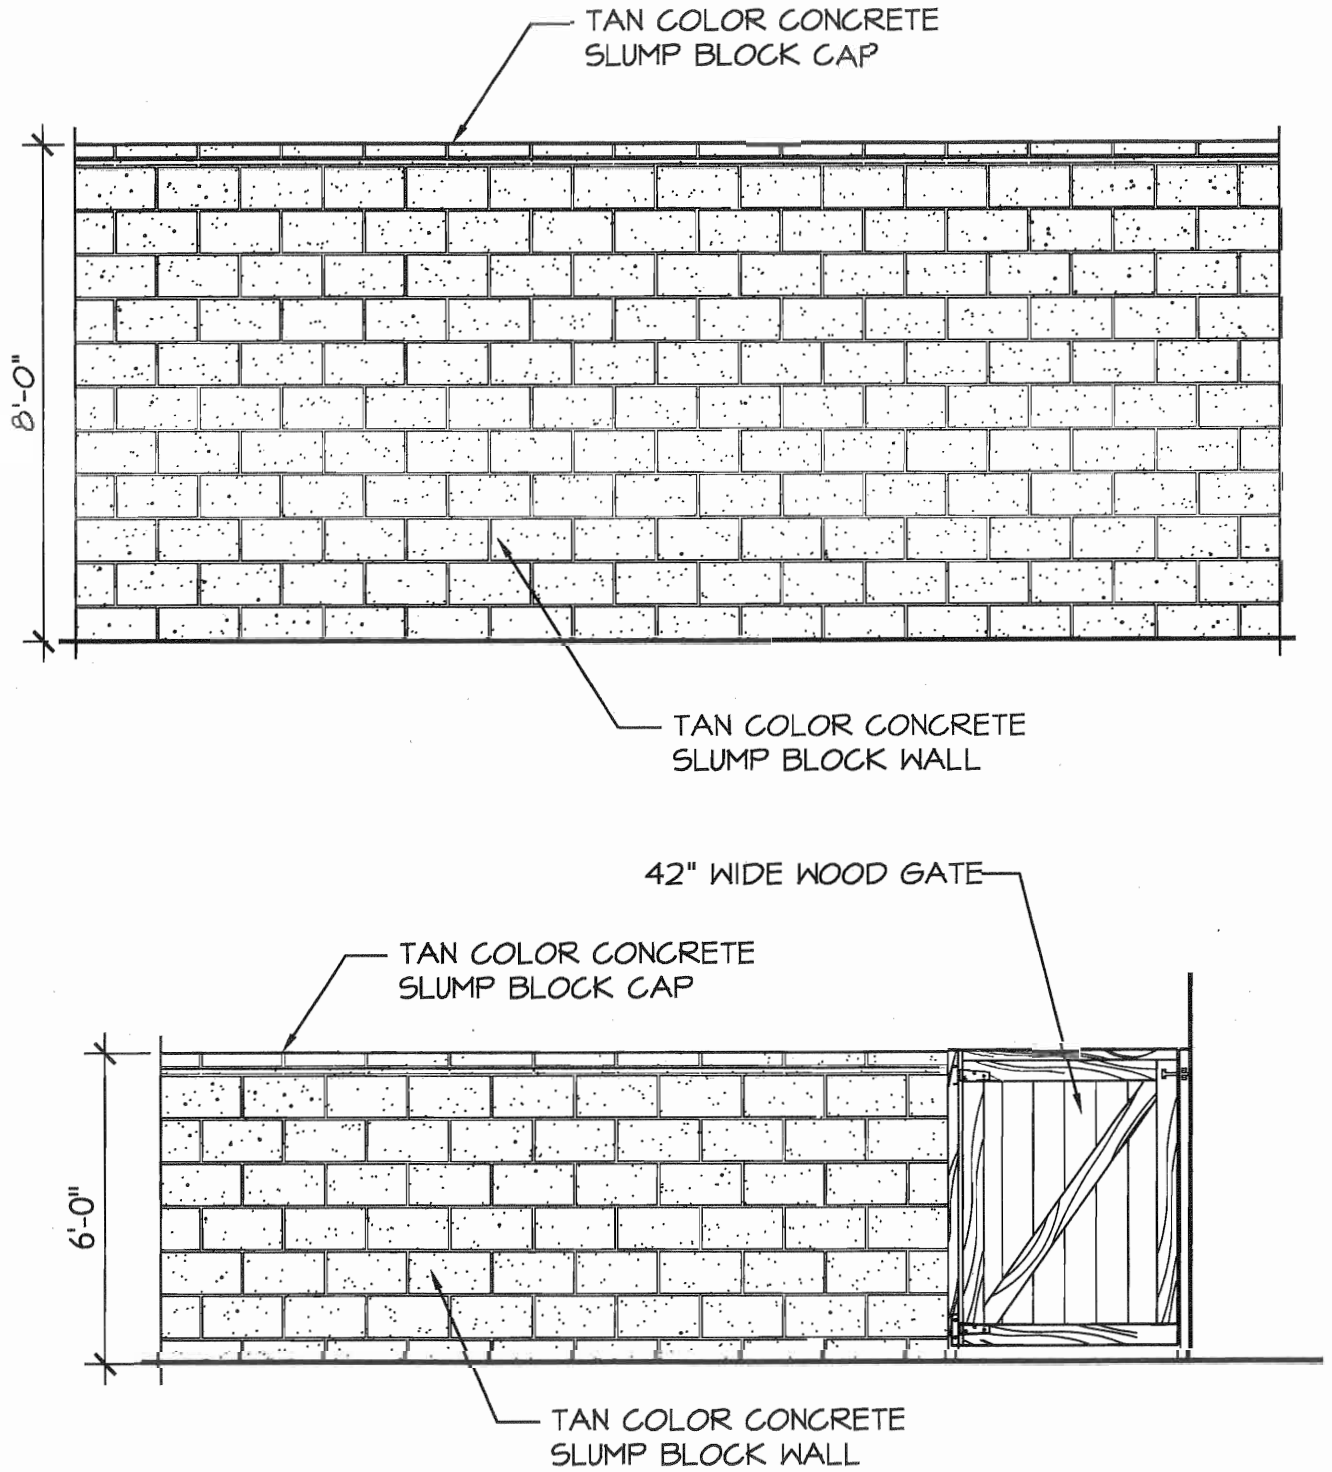 TAN COLOR CONCRETE
SLUMP BLOCK CAP
8'-0"
TAN COLOR CONCRETE
SLUMP BLOCK WALL
42" WIDE WOOD GATE
TAN COLOR CONCRETE
SLUMP BLOCK CAP
6'-0"
TAN COLOR CONCRETE
SLUMP BLOCK WALL